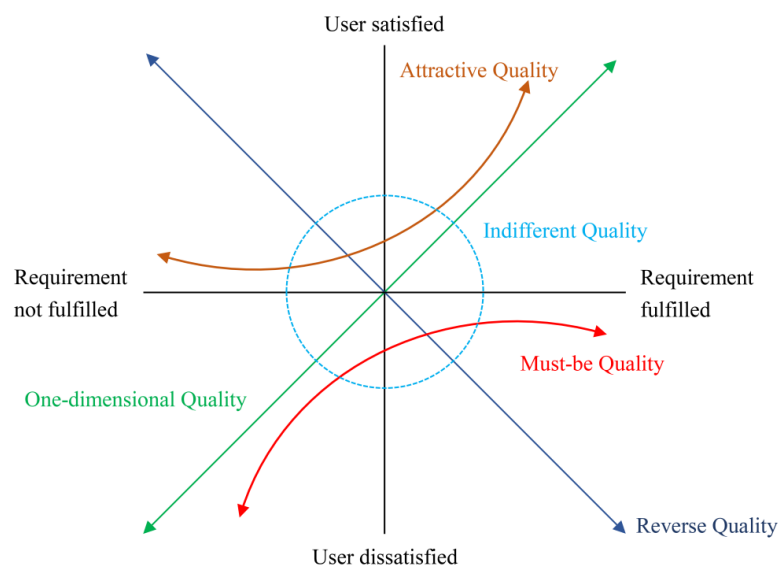 User satisfied
Attractive Quality
Indifferent Quality
Requirement
not fulfilled
Requirement
fulfilled
Must-be Quality
One-dimensional Quality
Reverse Quality
User dissatisfied